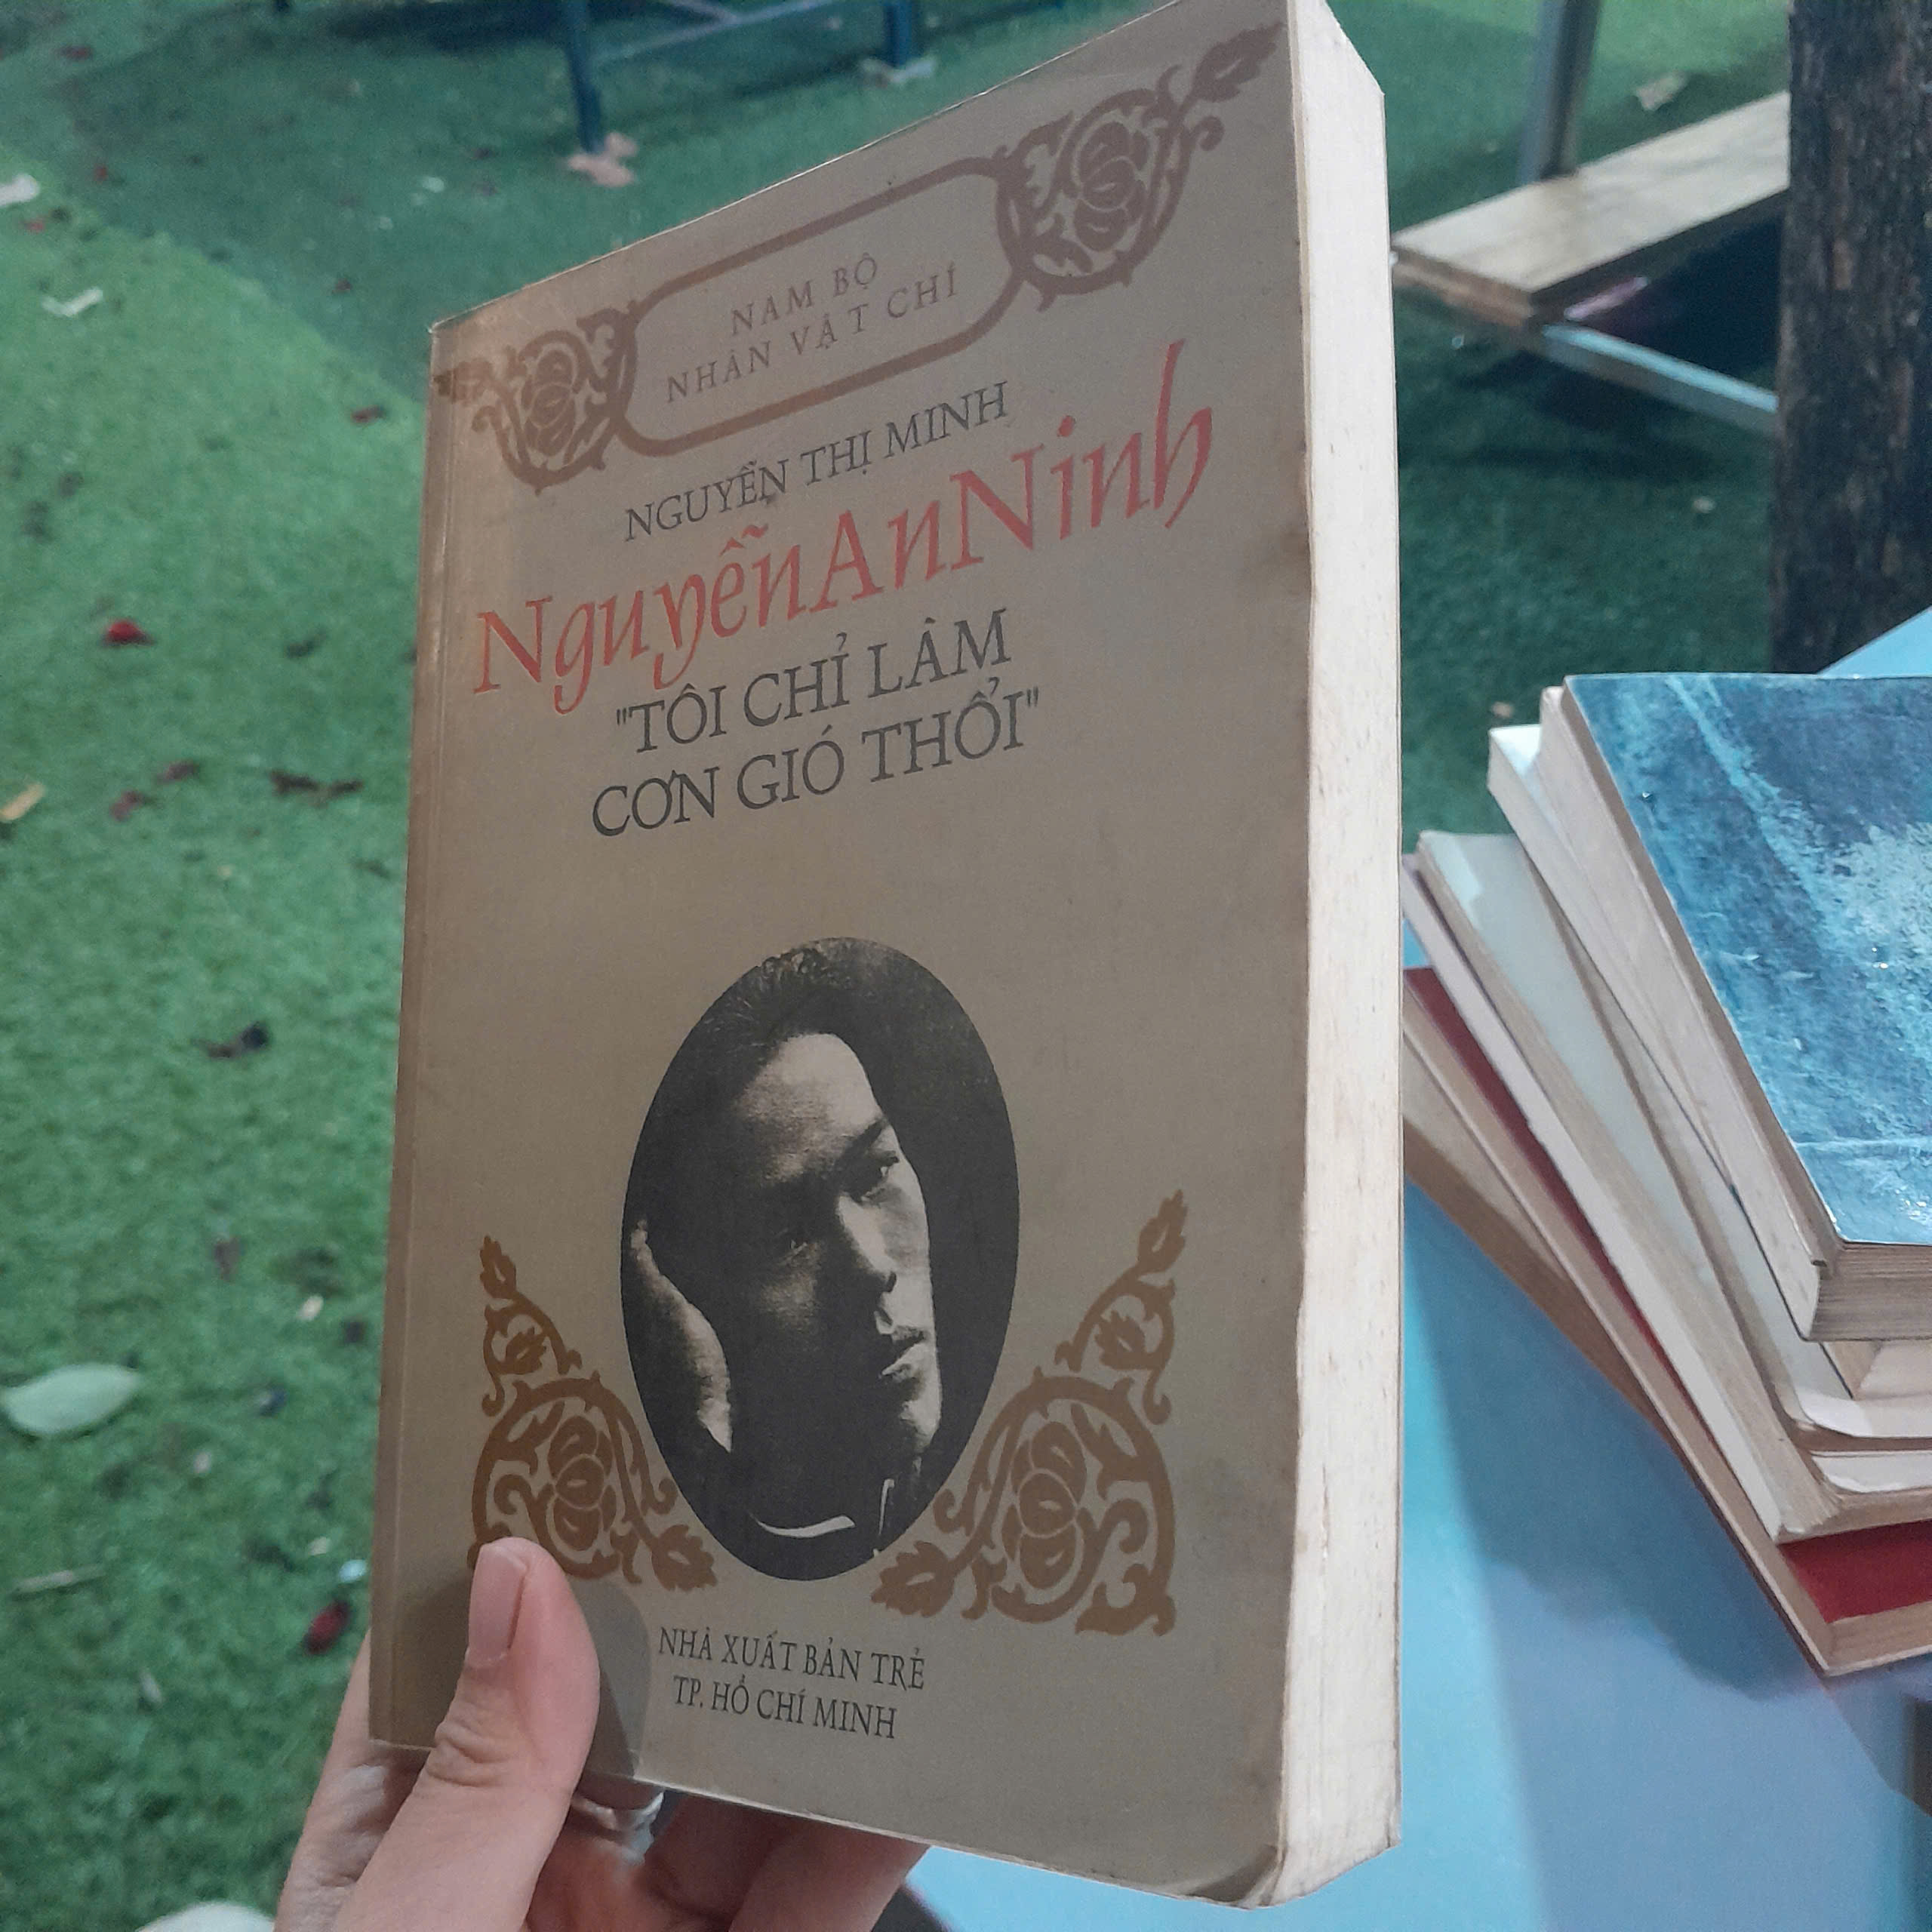 NAM BỘ
NHÂN VẬT CHÍ
NGUYỄN THỊ MINH
Nguyễn An Ninh
"TÔI CHỈ LÀM
CƠN GIÓ THỔI"
NHÀ XUẤT BẢN TRẺ
TP. HỒ CHÍ MINH